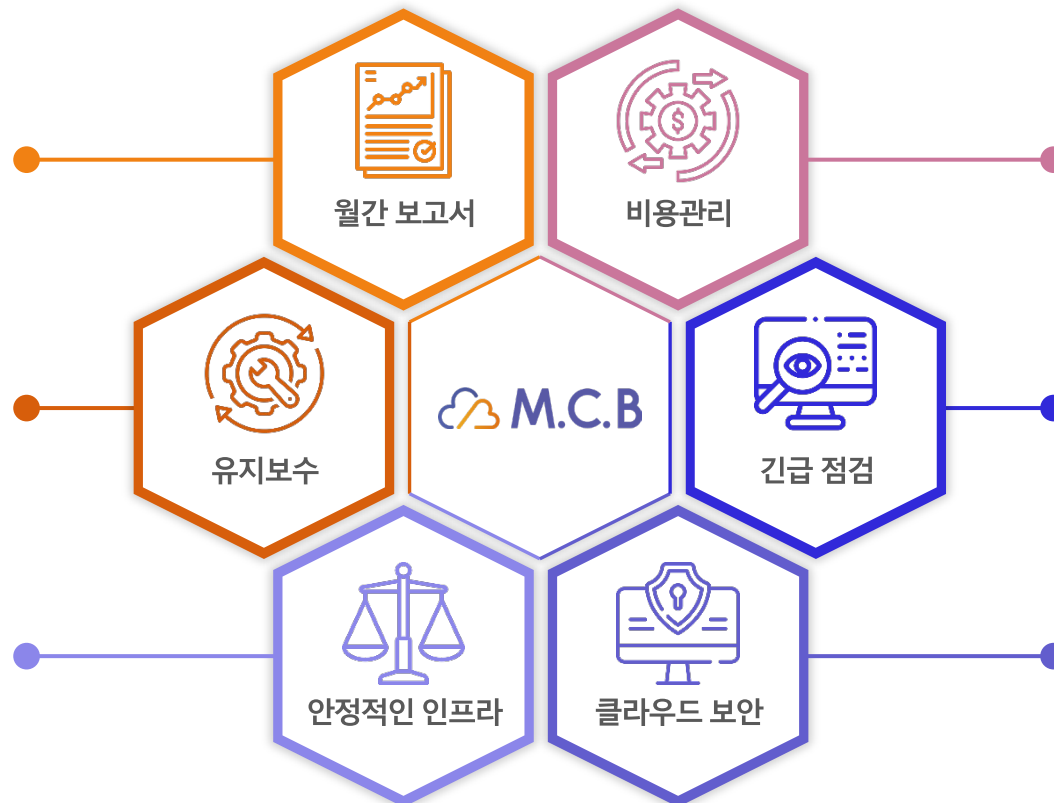 월간 보고서
비용관리
유지보수
M.C.B
긴급 점검
안정적인 인프라
클라우드 보안